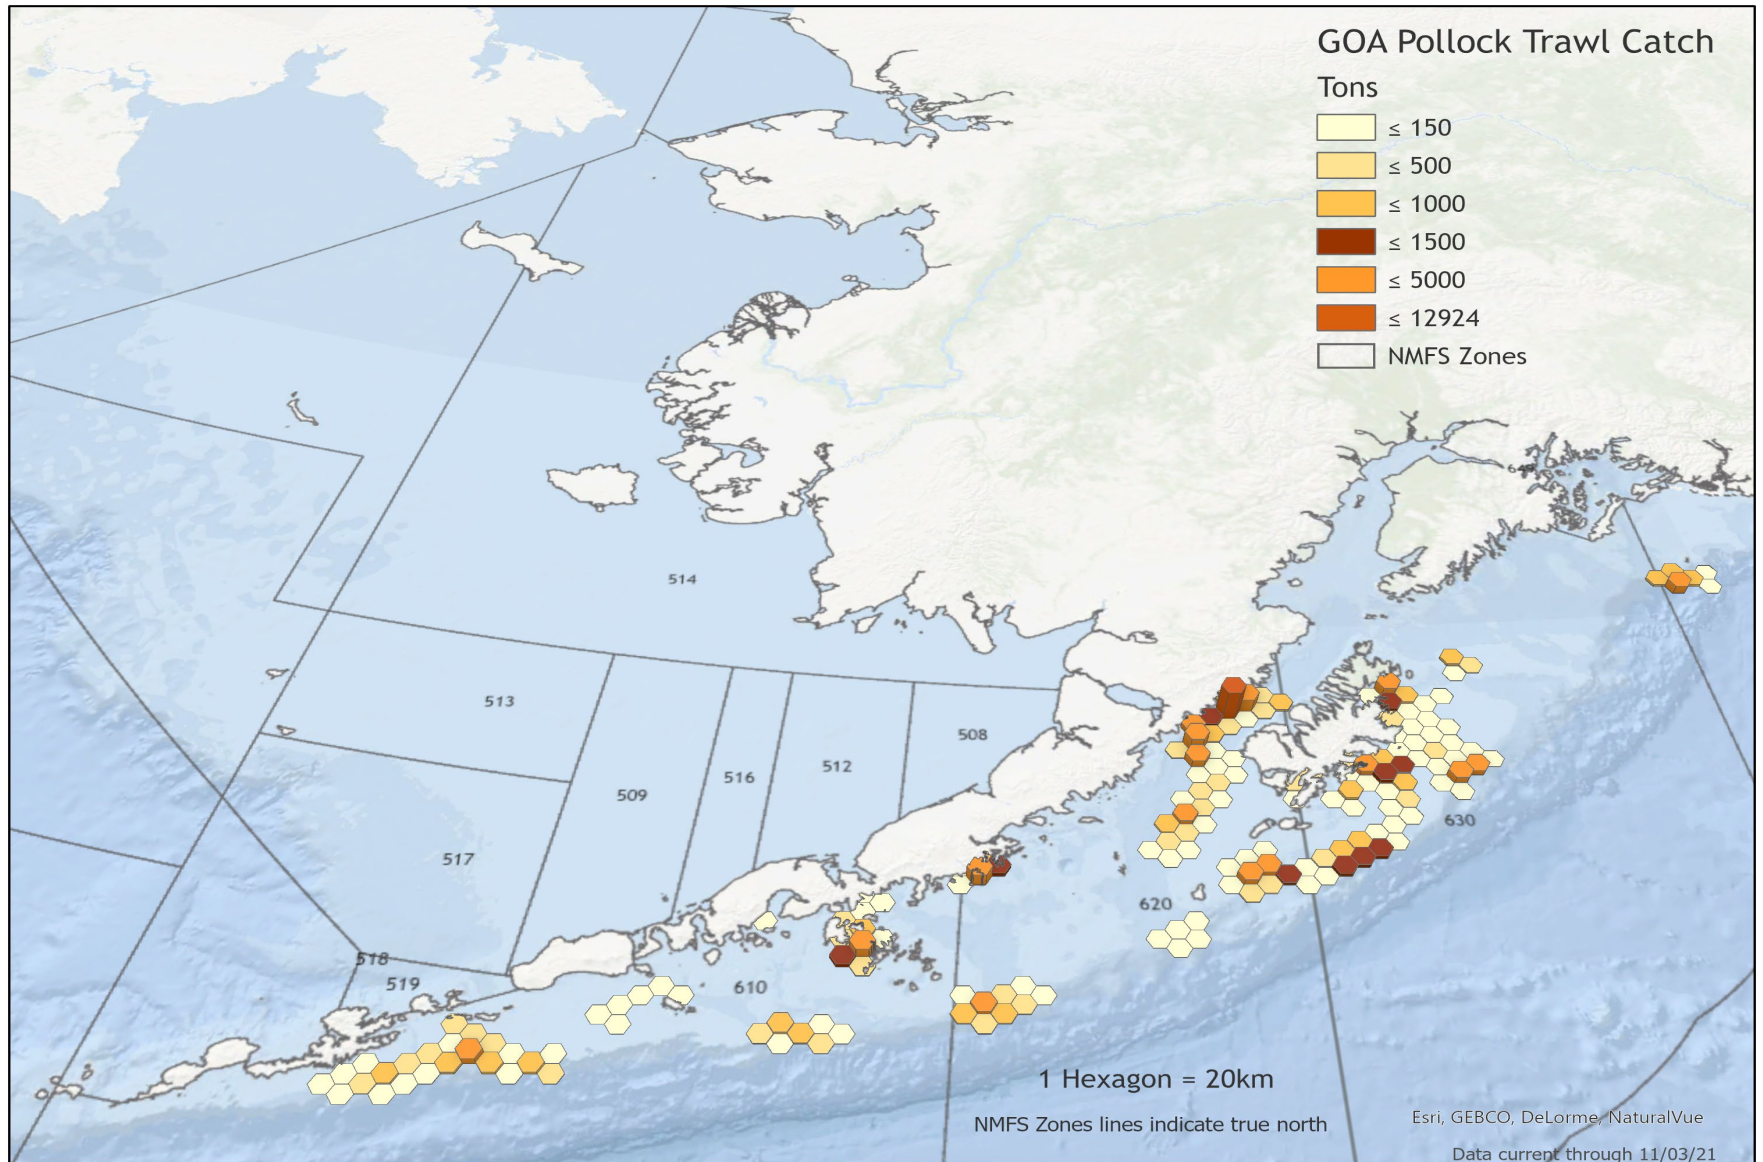 GOA Pollock Trawl Catch
Tons
≤ 150
≤ 500
≤ 1000
≤ 1500
≤ 5000
≤ 12924
NMFS Zones
649
514
513
508
516
512
509
517
630
620
518
519
610
1 Hexagon = 20km
NMFS Zones lines indicate true north
Esri, GEBCO, DeLorme, NaturalVue
Data current through 11/03/21